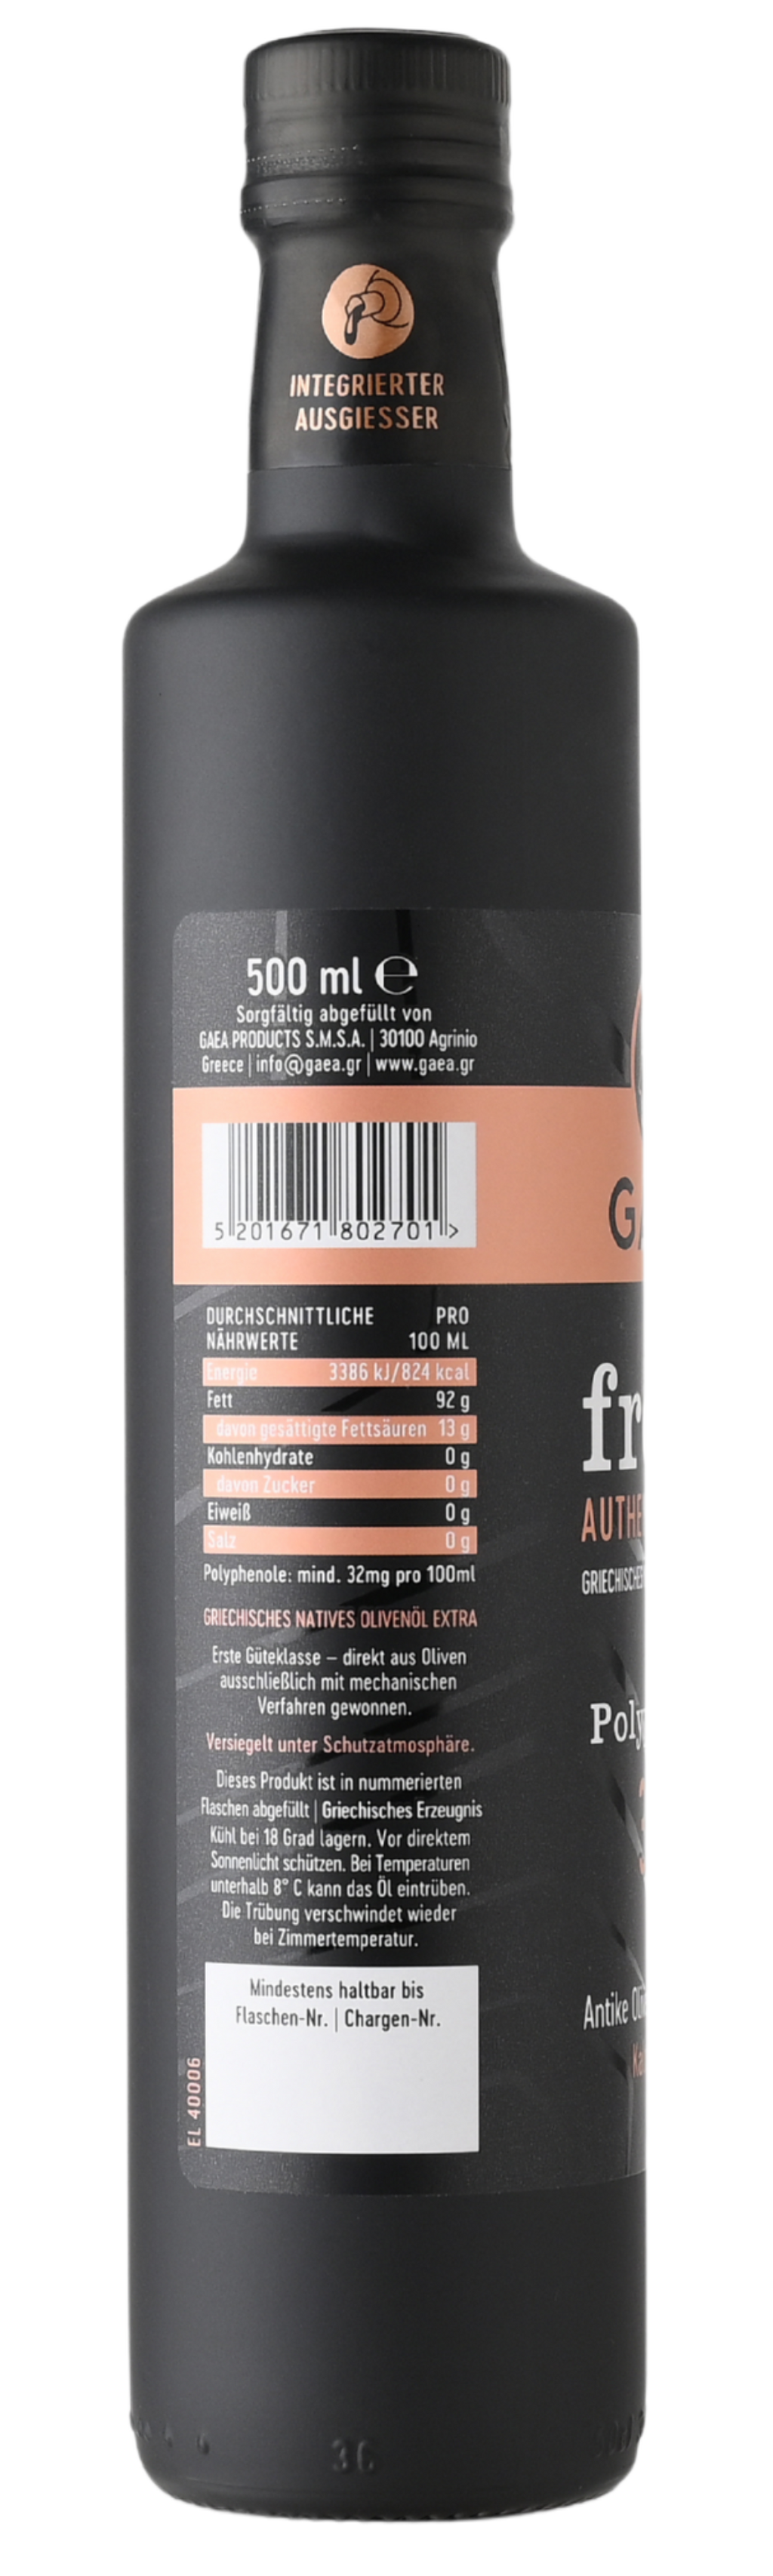 INTEGRIERTER
AUSGIESSER
500 ml ℮
Sorgfältig abgefüllt von
GAEA PRODUCTS S.M.S.A. | 30100 Agrinio
Greece | info@gaea.gr | www.gaea.gr
5 201671 802701 >
DURCHSCHNITTLICHE PRO
NÄHRWERTE 100 ML
Energie 3386 kJ/824 kcal
Fett 92 g
davon gesättigte Fettsäuren 13 g
Kohlenhydrate 0 g
davon Zucker 0 g
Eiweiß 0 g
Salz 0 g
Polyphenole: mind. 32mg pro 100ml
GRIECHISCHES NATIVES OLIVENÖL EXTRA
Erste Güteklasse – direkt aus Oliven
ausschließlich mit mechanischen
Verfahren gewonnen.
Versiegelt unter Schutzatmosphäre.
Dieses Produkt ist in nummerierten
Flaschen abgefüllt | Griechisches Erzeugnis
Kühl bei 18 Grad lagern. Vor direktem
Sonnenlicht schützen. Bei Temperaturen
unterhalb 8° C kann das Öl eintrüben.
Die Trübung verschwindet wieder
bei Zimmertemperatur.
Mindestens haltbar bis
Flaschen-Nr. | Chargen-Nr.
EL 40006
G
fr
AUTHE
GRIECHISCHE
Poly
Antike
36